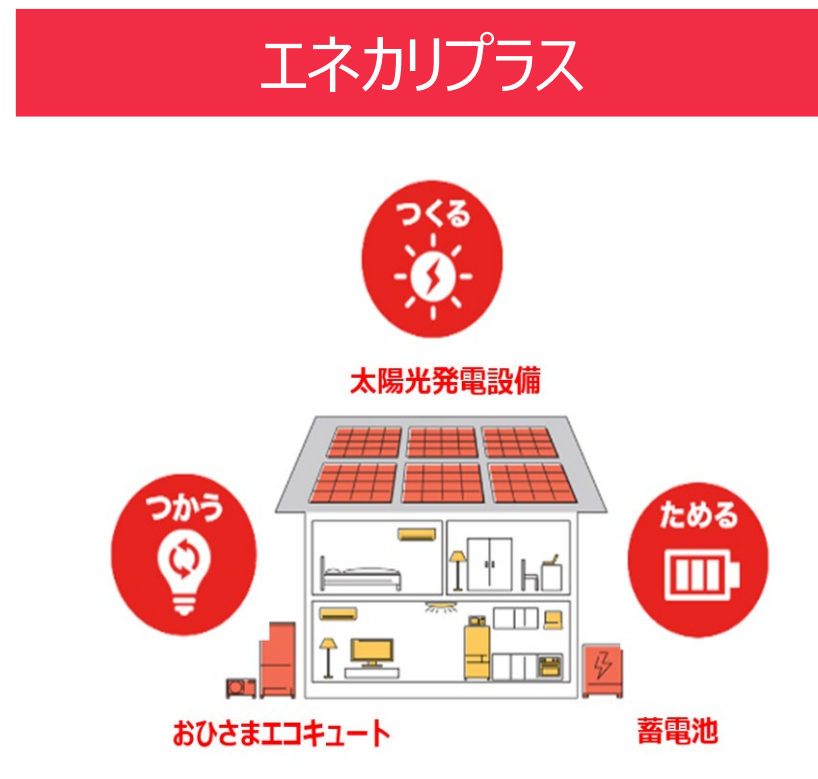 エネカリプラス
つくる
太陽光発電設備
つかう
ためる
おひさまエコキュート
蓄電池